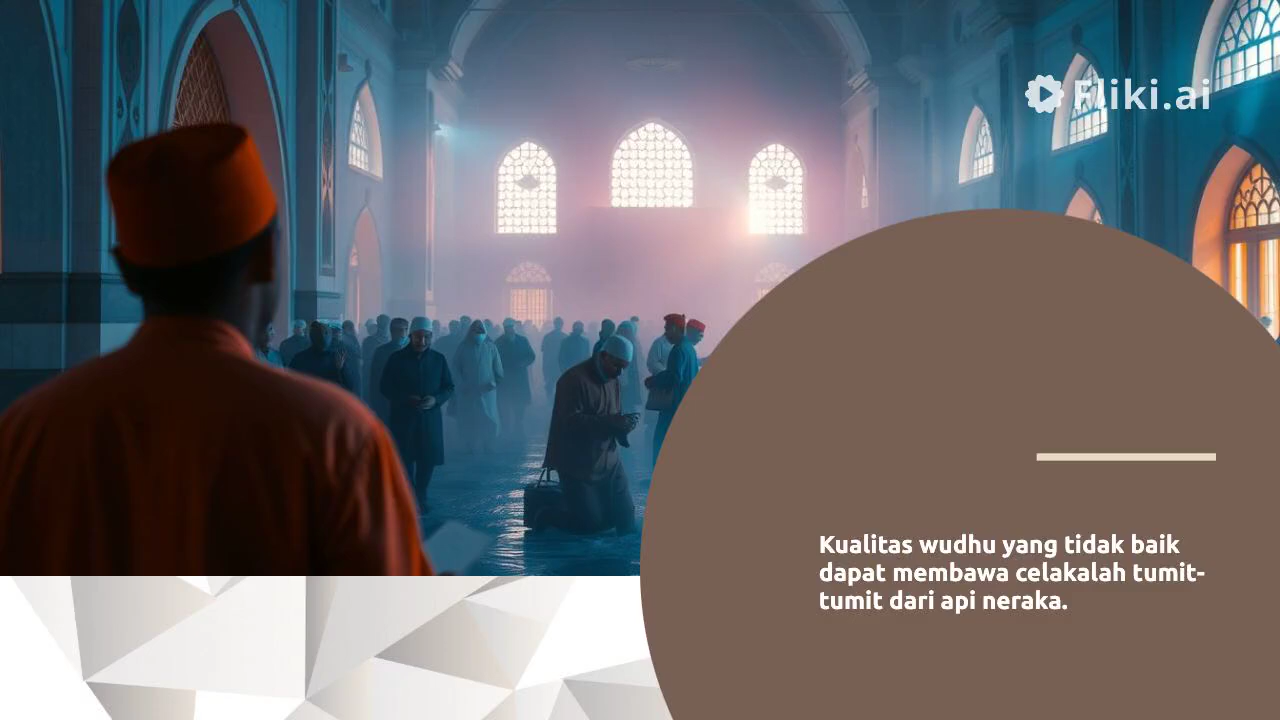 Fliki.ai
Kualitas wudhu yang tidak baik
dapat membawa celakalah tumit-
tumit dari api neraka.